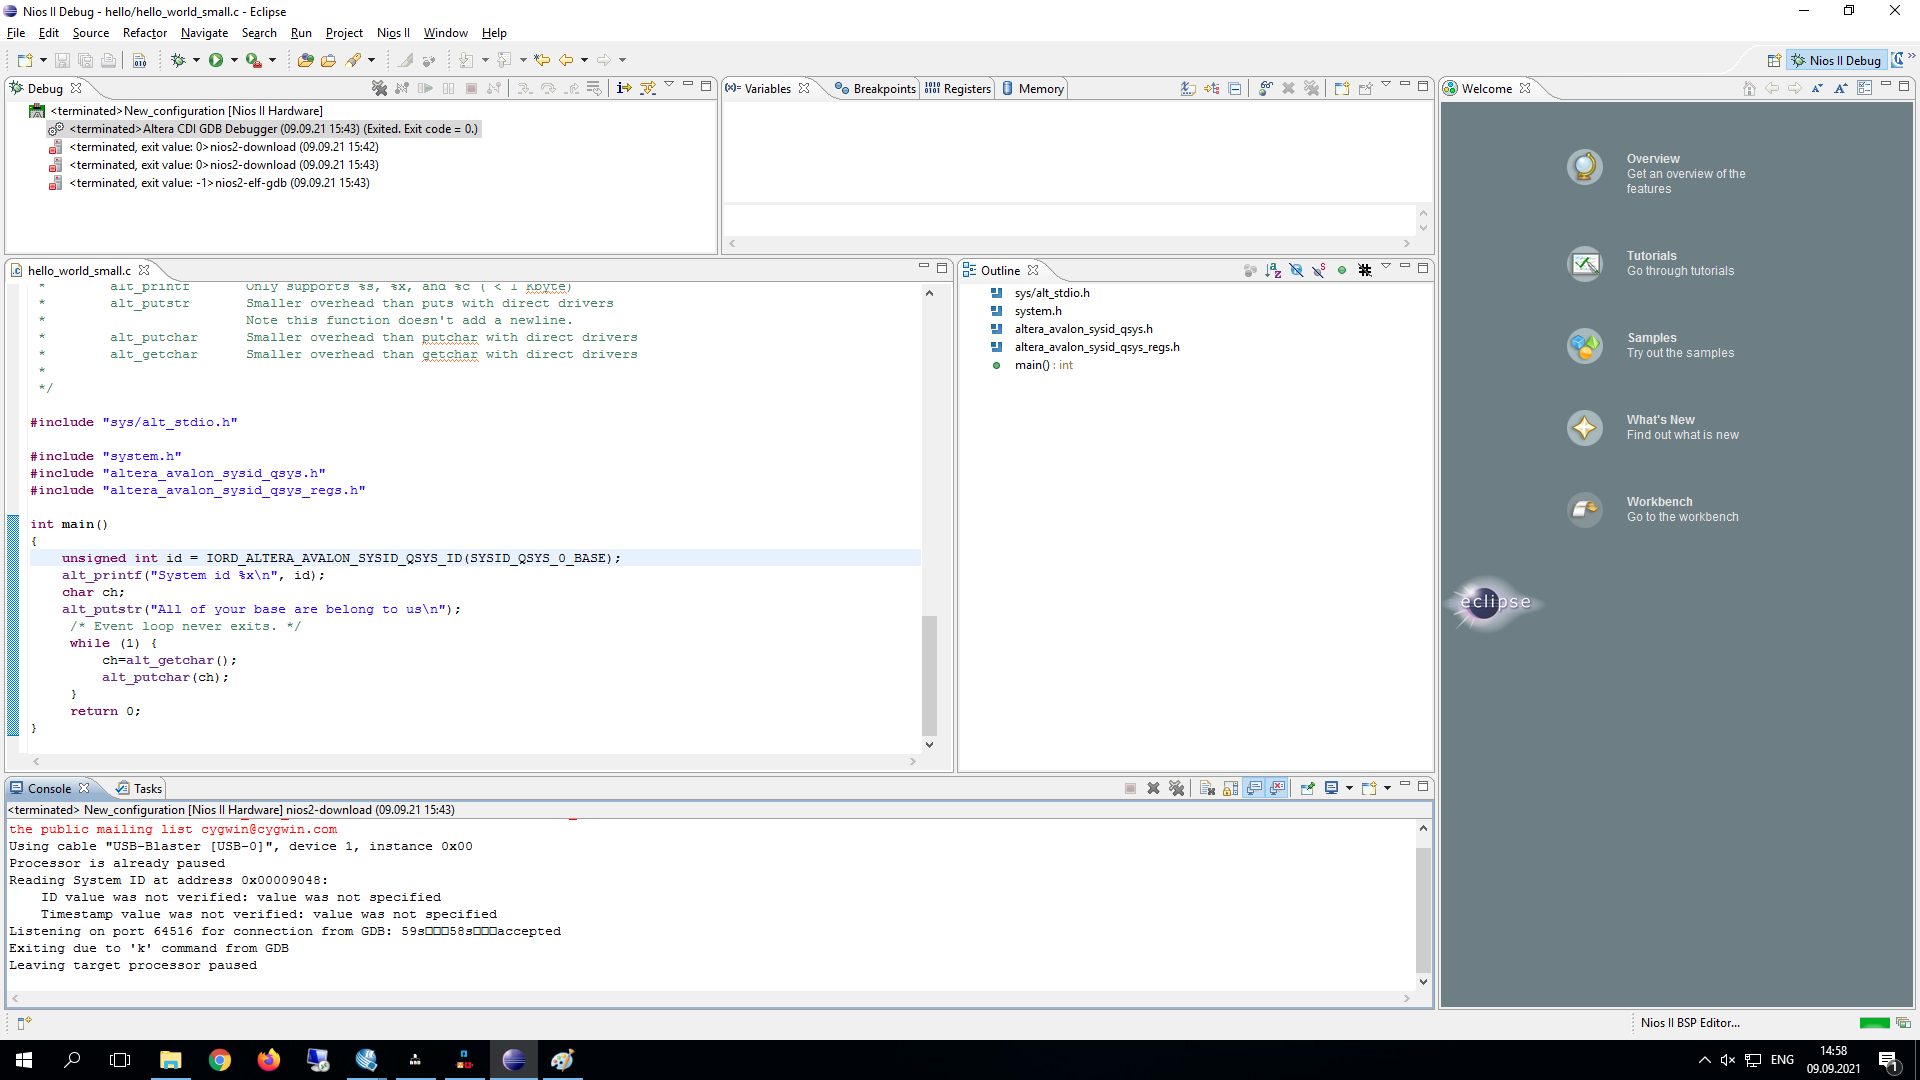 Nios II Debug - hello/hello_world_small.c - Eclipse
File Edit Source Refactor Navigate Search Run Project Nios II Window Help
Nios II Debug
Debug
<terminated>New_configuration [Nios II Hardware]
<terminated>Altera CDI GDB Debugger (09.09.21 15:43) (Exited. Exit code = 0.)
<terminated, exit value: 0>nios2-download (09.09.21 15:42)
<terminated, exit value: 0>nios2-download (09.09.21 15:43)
<terminated, exit value: -1>nios2-elf-gdb (09.09.21 15:43)
(x)= Variables Breakpoints 1010 0101 Registers Memory
Welcome
Overview
Get an overview of the
features
Tutorials
Go through tutorials
Samples
Try out the samples
What's New
Find out what is new
Workbench
Go to the workbench
eclipse
hello_world_small.c
* alt_printf Only supports %s, %x, and %c ( < 1 Kbyte)
* alt_putstr Smaller overhead than puts with direct drivers
* Note this function doesn't add a newline.
* alt_putchar Smaller overhead than putchar with direct drivers
* alt_getchar Smaller overhead than getchar with direct drivers
*
*/
#include "sys/alt_stdio.h"
#include "system.h"
#include "altera_avalon_sysid_qsys.h"
#include "altera_avalon_sysid_qsys_regs.h"
int main()
{
unsigned int id = IORD_ALTERA_AVALON_SYSID_QSYS_ID(SYSID_QSYS_0_BASE);
alt_printf("System id %x\n", id);
char ch;
alt_putstr("All of your base are belong to us\n");
/* Event loop never exits. */
while (1) {
ch=alt_getchar();
alt_putchar(ch);
}
return 0;
}
Outline
sys/alt_stdio.h
system.h
altera_avalon_sysid_qsys.h
altera_avalon_sysid_qsys_regs.h
main() : int
Console Tasks
<terminated> New_configuration [Nios II Hardware] nios2-download (09.09.21 15:43)
the public mailing list cygwin@cygwin.com
Using cable "USB-Blaster [USB-0]", device 1, instance 0x00
Processor is already paused
Reading System ID at address 0x00009048:
ID value was not verified: value was not specified
Timestamp value was not verified: value was not specified
Listening on port 64516 for connection from GDB: 59s□□□58s□□□accepted
Exiting due to 'k' command from GDB
Leaving target processor paused
Nios II BSP Editor...
ENG
14:58
09.09.2021
1